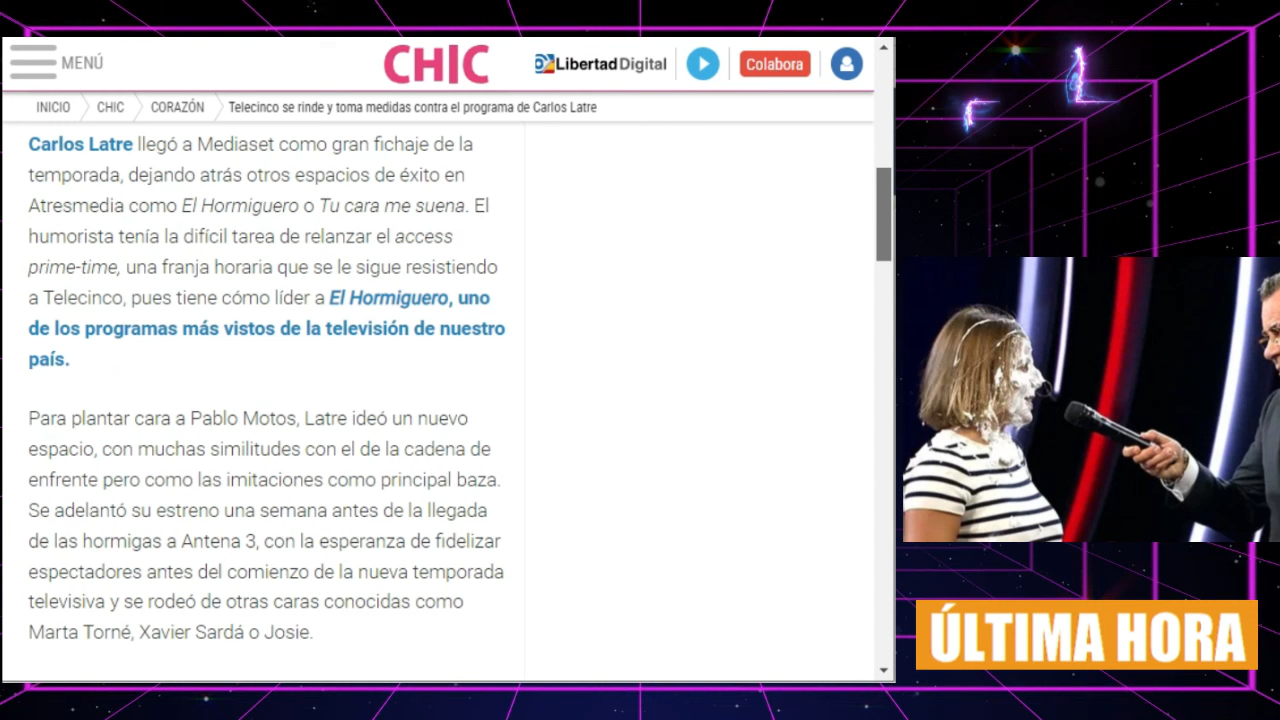 MENÚ
CHIC
Libertad Digital
Colabora
INICIO
CHIC
CORAZÓN
Telecinco se rinde y toma medidas contra el programa de Carlos Latre
Carlos Latre llegó a Mediaset como gran fichaje de la
temporada, dejando atrás otros espacios de éxito en
Atresmedia como El Hormiguero o Tu cara me suena. El
humorista tenía la difícil tarea de relanzar el access
prime-time, una franja horaria que se le sigue resistiendo
a Telecinco, pues tiene cómo líder a El Hormiguero, uno
de los programas más vistos de la televisión de nuestro
país.
Para plantar cara a Pablo Motos, Latre ideó un nuevo
espacio, con muchas similitudes con el de la cadena de
enfrente pero como las imitaciones como principal baza.
Se adelantó su estreno una semana antes de la llegada
de las hormigas a Antena 3, con la esperanza de fidelizar
espectadores antes del comienzo de la nueva temporada
televisiva y se rodeó de otras caras conocidas como
Marta Torné, Xavier Sardá o Josie.
ÚLTIMA HORA